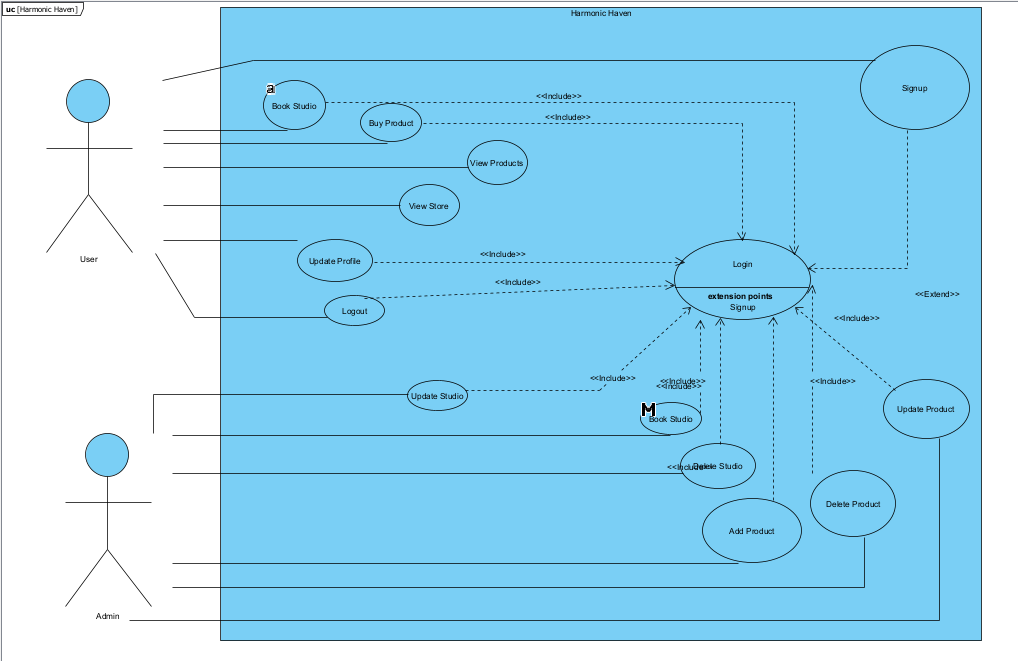 uc [Harmonic Haven]
Harmonic Haven
Signup
a
Book Studio
<<Include>>
Buy Product
<<Include>>
View Products
View Store
User
Update Profile
<<Include>>
Login
extension points
Signup
Logout
<<Include>>
<<Extend>>
<<Include>>
Update Studio
<<Include>>
<<Include>>
<<Include>>
<<Include>>
M
Book Studio
Update Product
<<Include>>
Delete Studio
Delete Product
Add Product
Admin